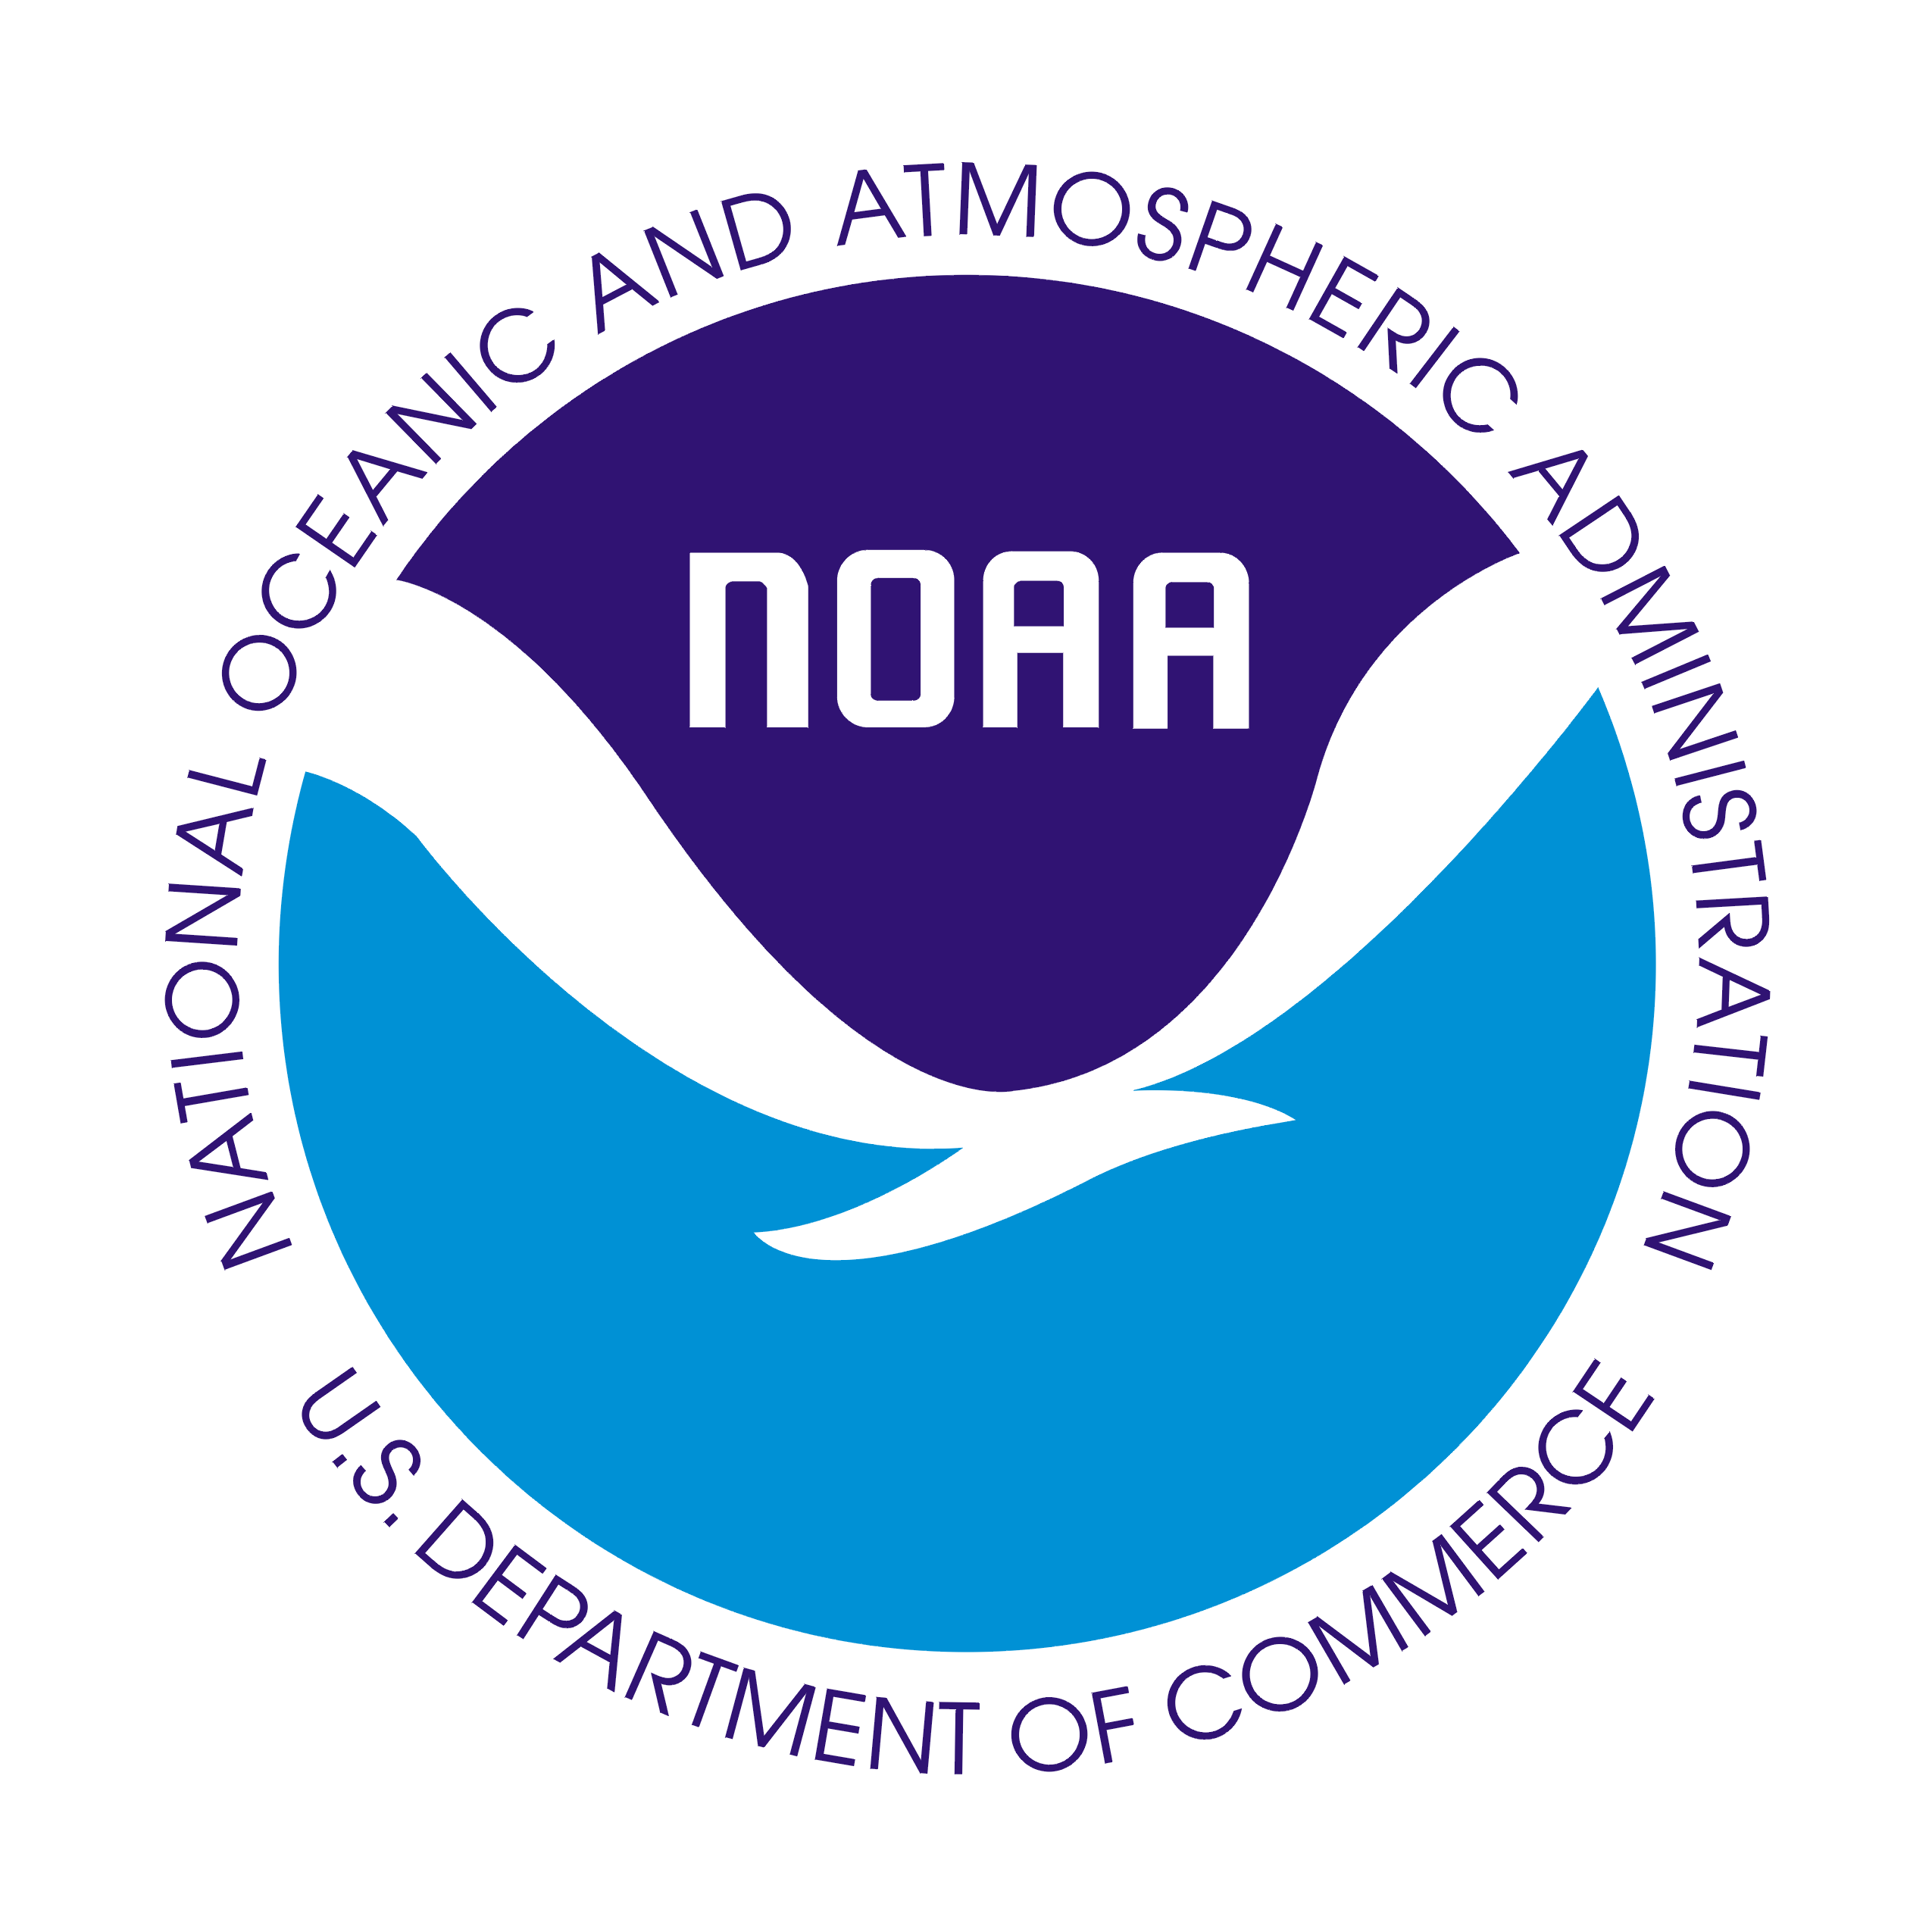 NATIONAL OCEANIC AND ATMOSPHERIC ADMINISTRATION
NOAA
U.S. DEPARTMENT OF COMMERCE